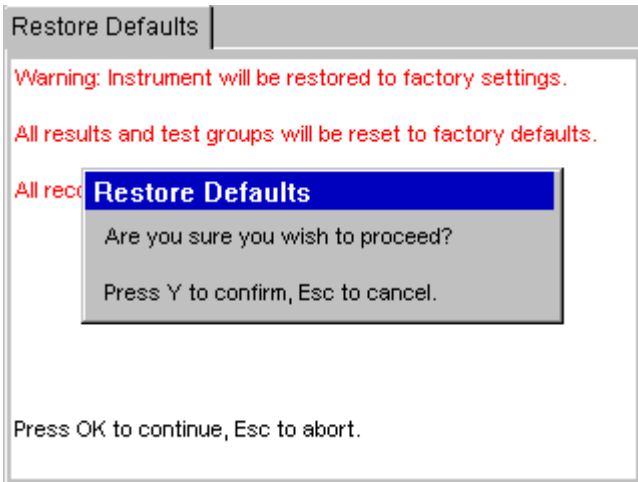 Restore Defaults
Warning: Instrument will be restored to factory settings.
All results and test groups will be reset to factory defaults.
All
Restore Defaults
Are you sure you wish to proceed?
Press Y to confirm, Esc to cancel.
Press OK to continue, Esc to abort.